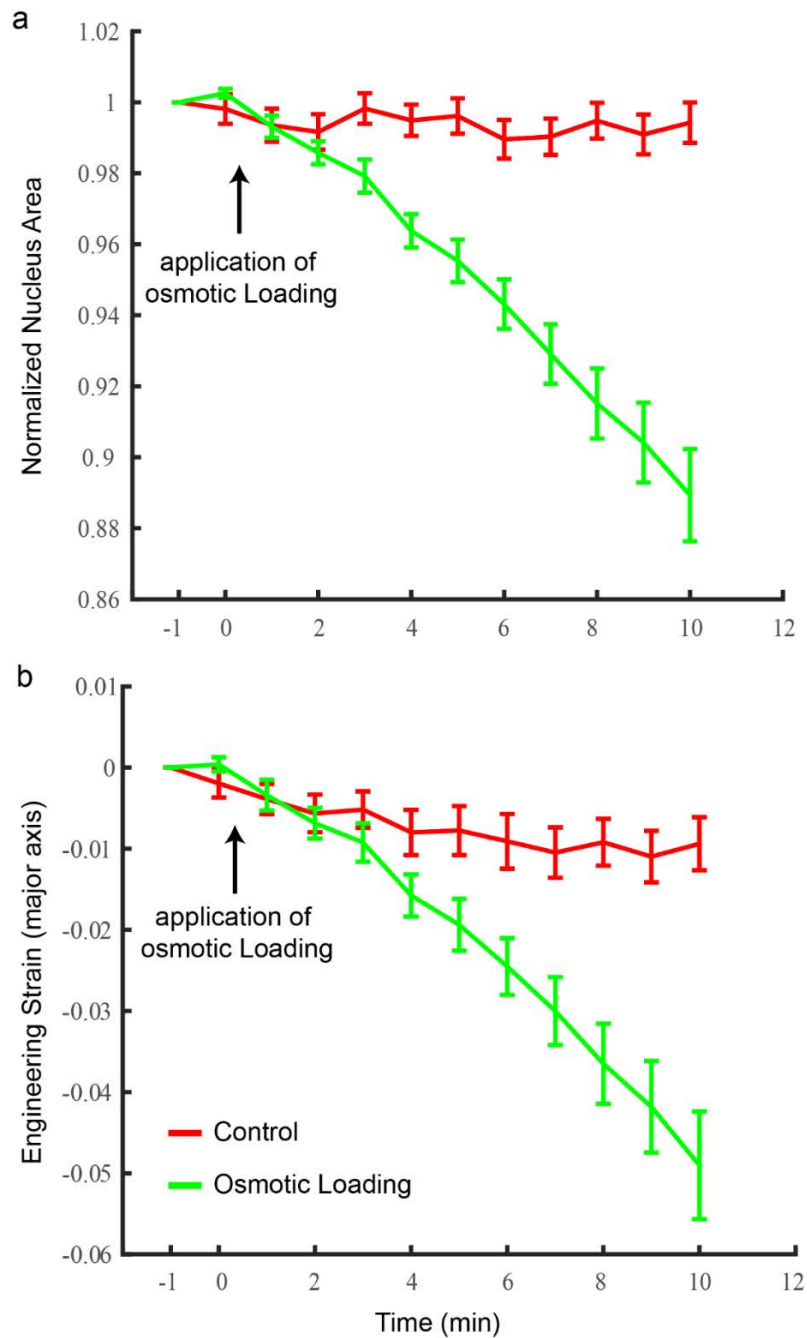 a
1.02
1
0.98
0.96
0.94
0.92
0.9
0.88
0.86
Normalized Nucleus Area
application of
osmotic Loading
-1 0 2 4 6 8 10 12
b
0.01
0
-0.01
-0.02
-0.03
-0.04
-0.05
-0.06
Engineering Strain (major axis)
application of
osmotic Loading
Control
Osmotic Loading
-1 0 2 4 6 8 10 12
Time (min)